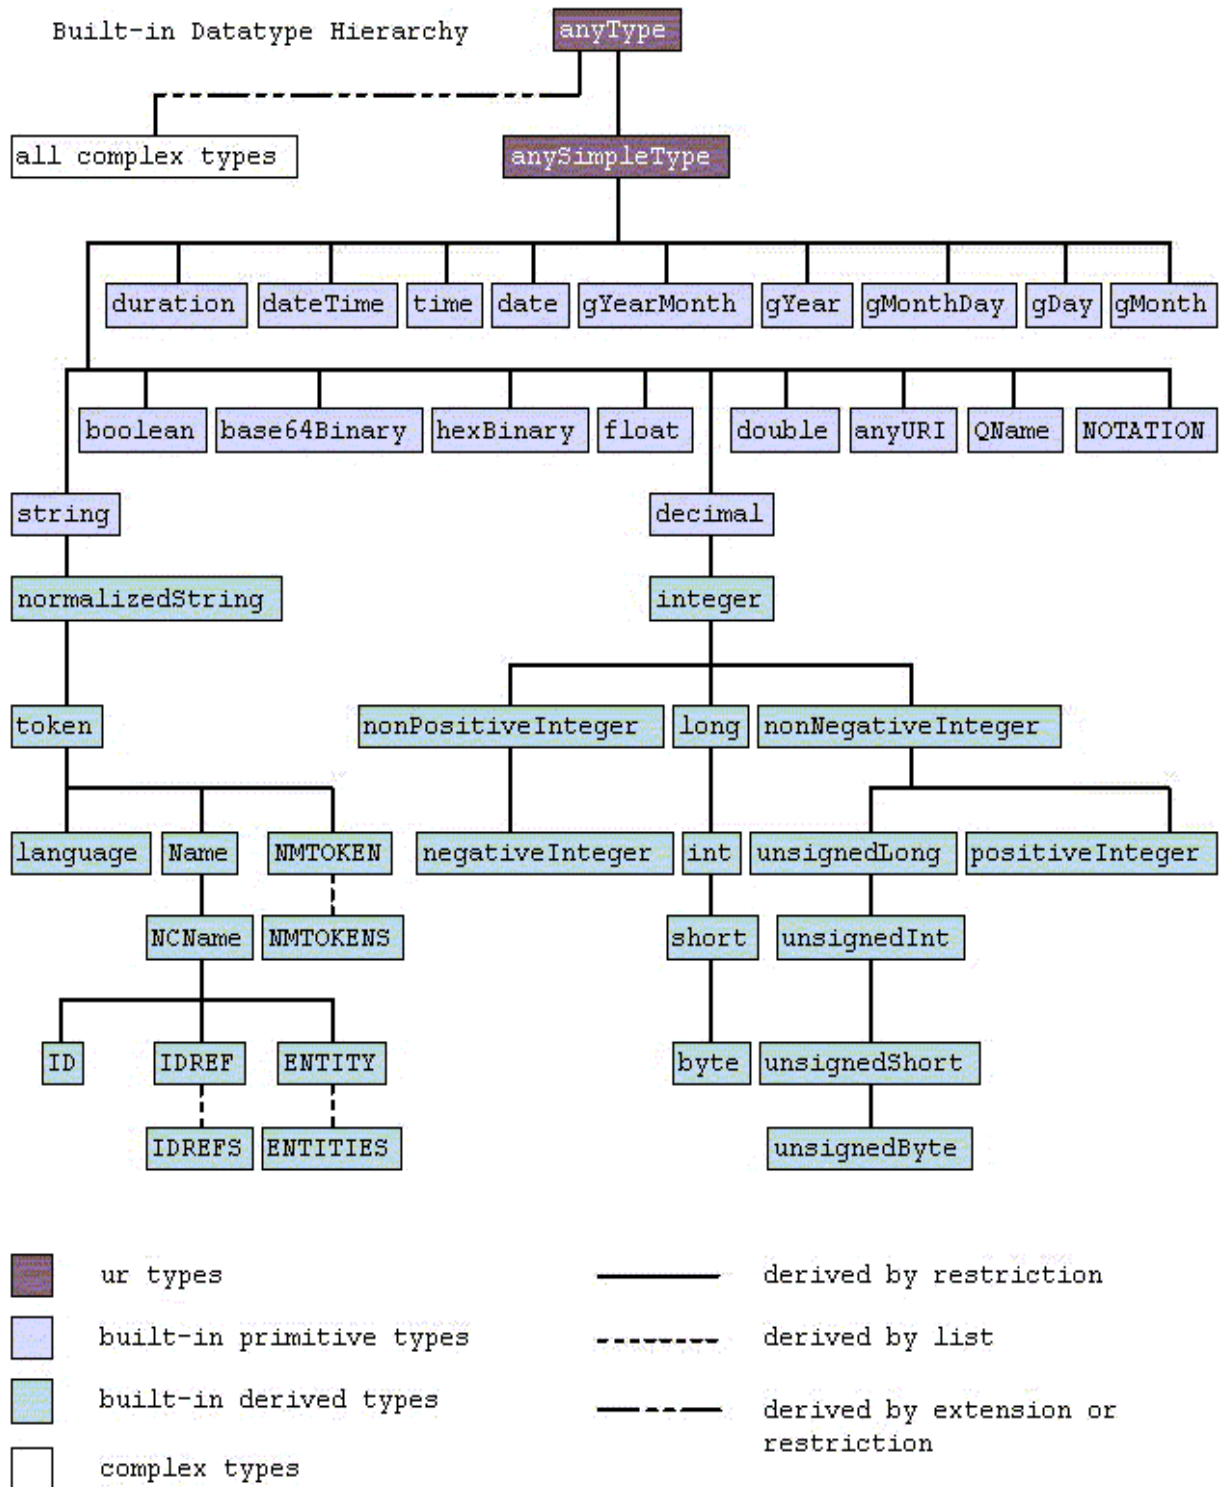 Built-in Datatype Hierarchy
anyType
all complex types
anySimpleType
duration
dateTime
time
date
gYearMonth
gYear
gMonthDay
gDay
gMonth
boolean
base64Binary
hexBinary
float
double
anyURI
QName
NOTATION
string
decimal
normalizedString
integer
token
nonPositiveInteger
long
nonNegativeInteger
language
Name
NMTOKEN
negativeInteger
int
unsignedLong
positiveInteger
NCName
NMTOKENS
short
unsignedInt
ID
IDREF
ENTITY
byte
unsignedShort
IDREFS
ENTITIES
unsignedByte
ur types
derived by restriction
built-in primitive types
derived by list
built-in derived types
derived by extension or
restriction
complex types